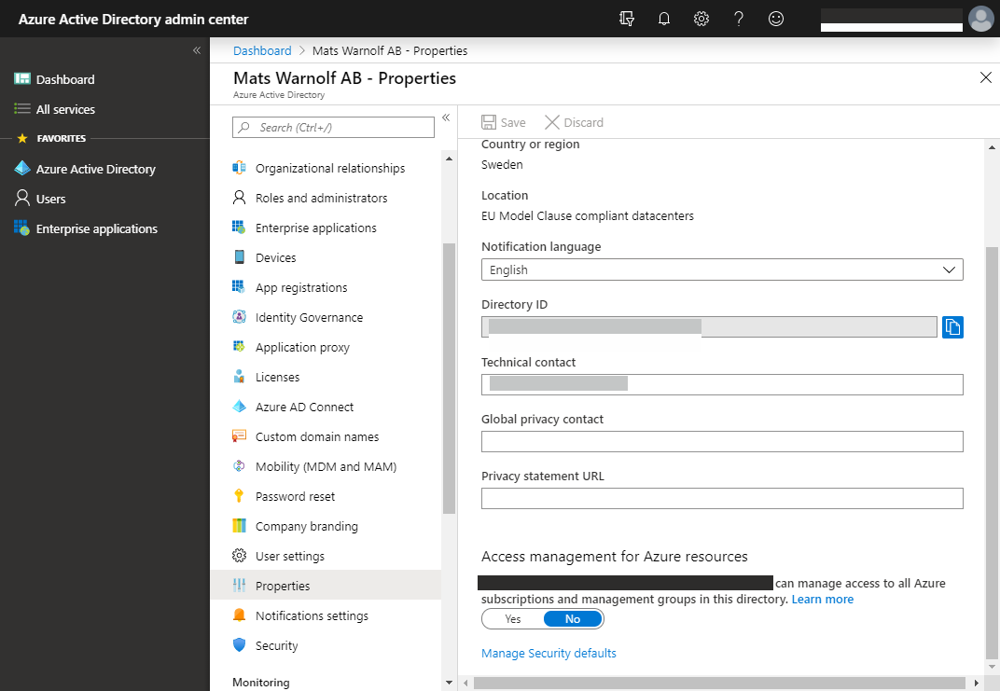 Azure Active Directory admin center
?
«
Dashboard
All services
FAVORITES
Azure Active Directory
Users
Enterprise applications
Dashboard > Mats Warnolf AB - Properties
Mats Warnolf AB - Properties
Azure Active Directory
Search (Ctrl+/)
«
Organizational relationships
Roles and administrators
Enterprise applications
Devices
App registrations
Identity Governance
Application proxy
Licenses
Azure AD Connect
Custom domain names
Mobility (MDM and MAM)
Password reset
Company branding
User settings
Properties
Notifications settings
Security
Monitoring
Save Discard
Country or region
Sweden
Location
EU Model Clause compliant datacenters
Notification language
English
Directory ID
Technical contact
Global privacy contact
Privacy statement URL
Access management for Azure resources
can manage access to all Azure
subscriptions and management groups in this directory. Learn more
Yes No
Manage Security defaults